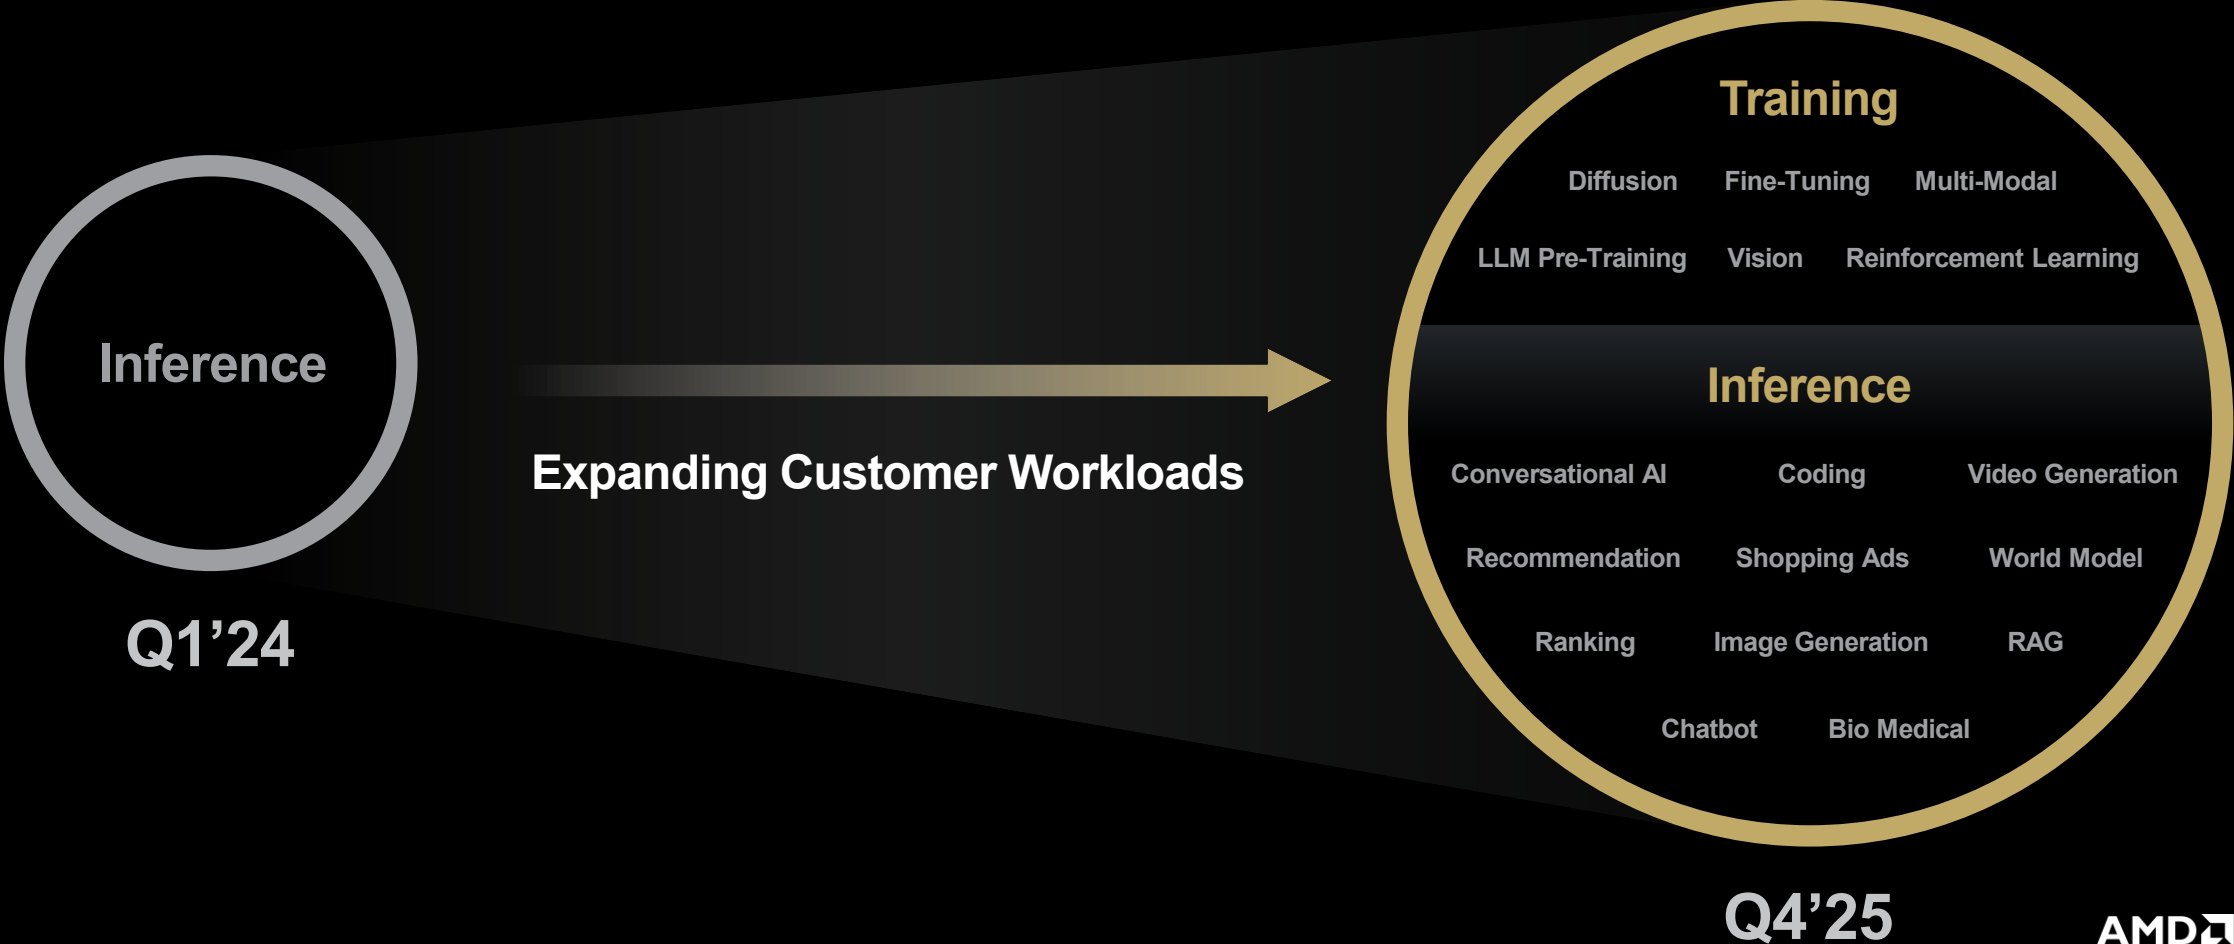 Inference
Q1’24
Expanding Customer Workloads
Training
Diffusion Fine-Tuning Multi-Modal
LLM Pre-Training Vision Reinforcement Learning
Inference
Conversational AI Coding Video Generation
Recommendation Shopping Ads World Model
Ranking Image Generation RAG
Chatbot Bio Medical
Q4’25
AMD